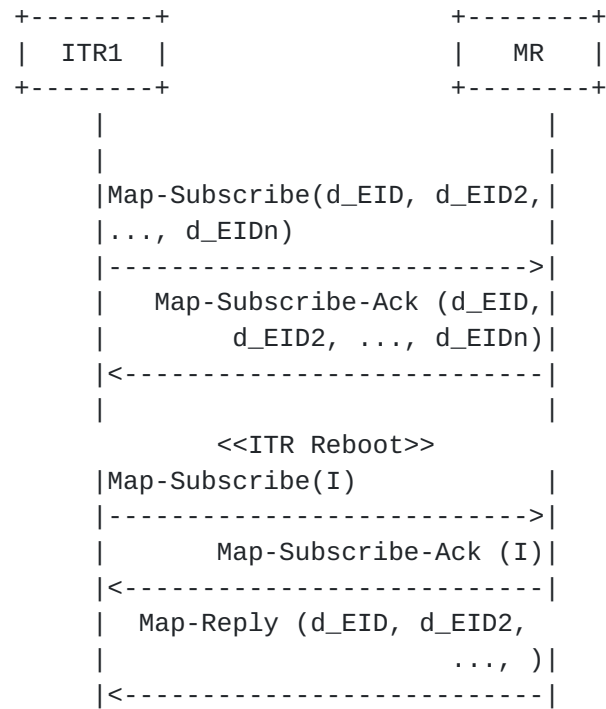 +--------+                  +--------+
|  ITR1  |                  |   MR   |
+--------+                  +--------+
     |                            |
     |                            |
     |Map-Subscribe(d_EID, d_EID2,|
     |..., d_EIDn)                |
     |--------------------------->|
     |   Map-Subscribe-Ack (d_EID,|
     |        d_EID2, ..., d_EIDn)|
     |<---------------------------|
     |                            |
            <<ITR Reboot>>
     |Map-Subscribe(I)            |
     |--------------------------->|
     |       Map-Subscribe-Ack (I)|
     |<---------------------------|
     |  Map-Reply (d_EID, d_EID2,
     |                      ..., )|
     |<---------------------------|